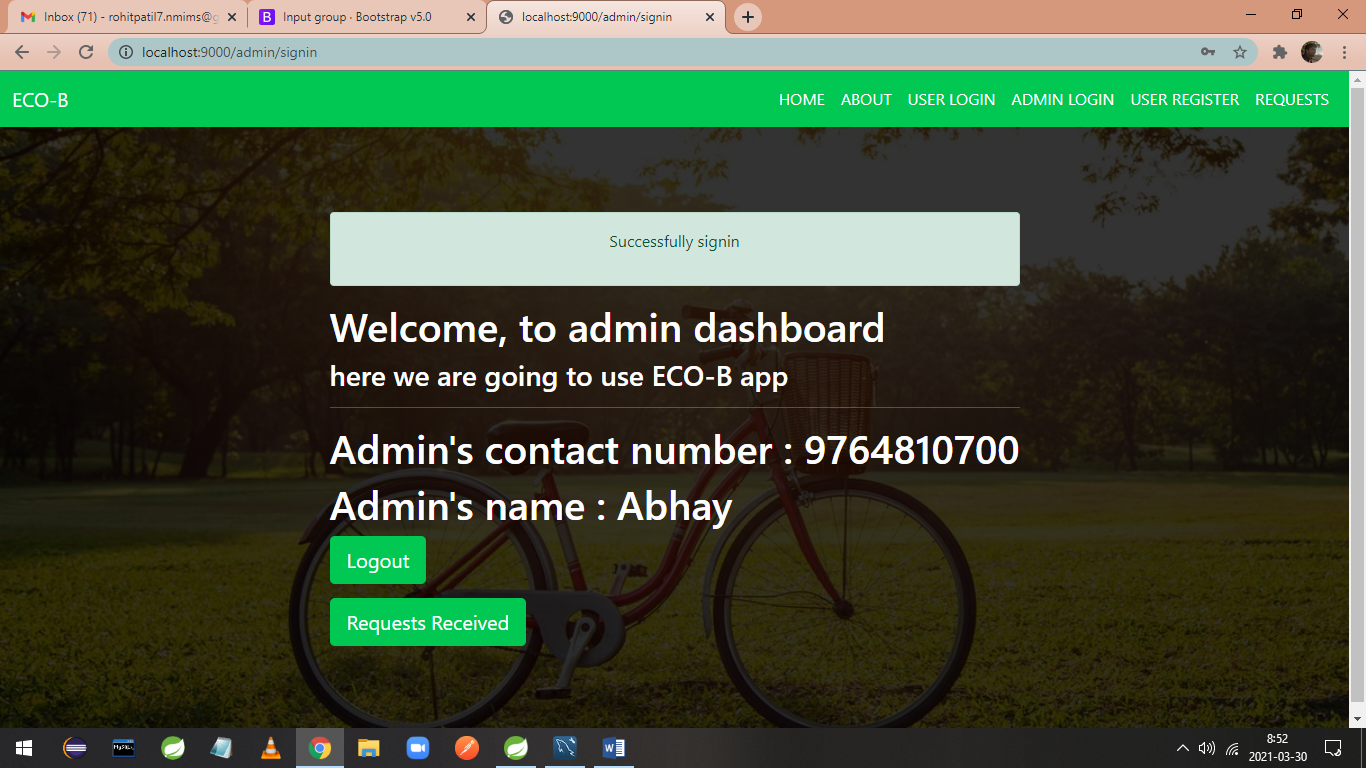 Inbox (71) - rohitpatil7.nmims@g
Input group · Bootstrap v5.0
localhost:9000/admin/signin
localhost:9000/admin/signin
ECO-B HOME ABOUT USER LOGIN ADMIN LOGIN USER REGISTER REQUESTS
Successfully signin
Welcome, to admin dashboard
here we are going to use ECO-B app
Admin's contact number : 9764810700
Admin's name : Abhay
Logout
Requests Received
MySQL
W
8:52
2021-03-30